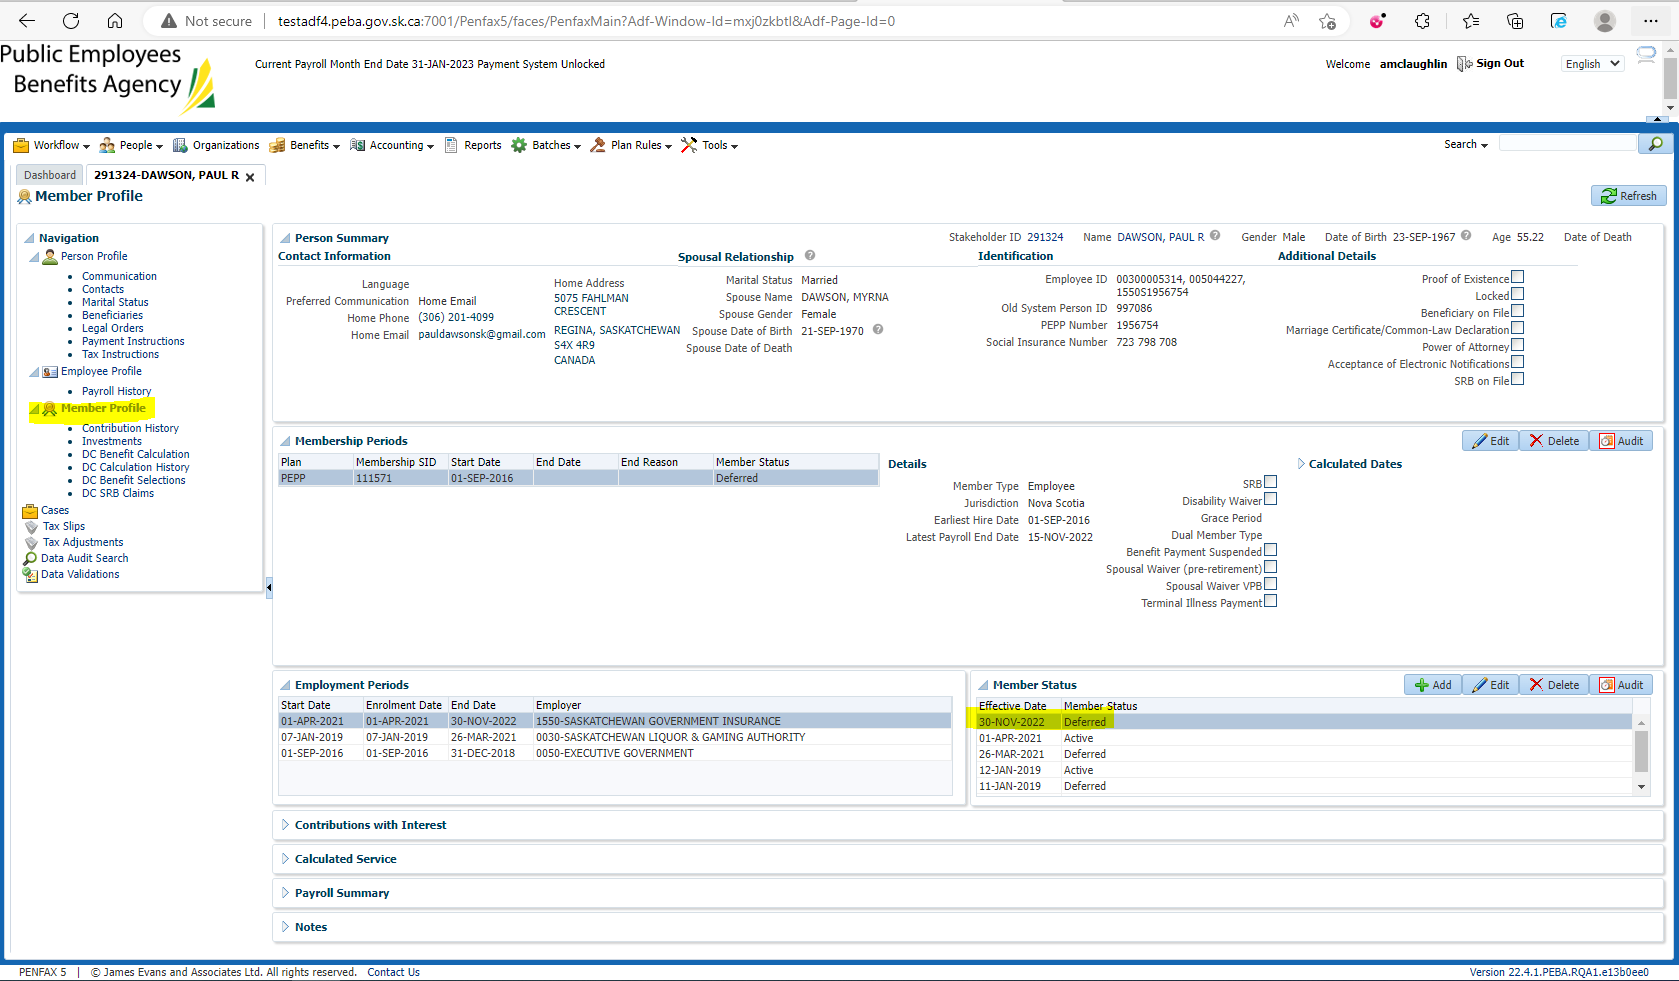 Not secure | testadf4.peba.gov.sk.ca:7001/Penfax5/faces/PenfaxMain?Adf-Window-Id=mxj0zkbtl&Adf-Page-Id=0
Public Employees
Benefits Agency
Current Payroll Month End Date 31-JAN-2023 Payment System Unlocked
Welcome amclaughlin Sign Out English
Workflow People Organizations Benefits Accounting Reports Batches Plan Rules Tools Search
Dashboard 291324-DAWSON, PAUL R
Member Profile
Refresh
Navigation
Person Profile
Communication
Contacts
Marital Status
Beneficiaries
Legal Orders
Payment Instructions
Tax Instructions
Employee Profile
Payroll History
Member Profile
Contribution History
Investments
DC Benefit Calculation
DC Calculation History
DC Benefit Selections
DC SRB Claims
Cases
Tax Slips
Tax Adjustments
Data Audit Search
Data Validations
Person Summary
Stakeholder ID 291324 Name DAWSON, PAUL R Gender Male Date of Birth 23-SEP-1967 Age 55.22 Date of Death
Contact Information
Language
Preferred Communication Home Email
Home Phone (306) 201-4099
Home Email pauldawsonsk@gmail.com
Home Address
5075 FAHLMAN
CRESCENT
REGINA, SASKATCHEWAN
S4X 4R9
CANADA
Spousal Relationship
Marital Status Married
Spouse Name DAWSON, MYRNA
Spouse Gender Female
Spouse Date of Birth 21-SEP-1970
Spouse Date of Death
Identification
Employee ID 00300005314, 005044227,
1550S1956754
Old System Person ID 997086
PEPP Number 1956754
Social Insurance Number 723 798 708
Additional Details
Proof of Existence
Locked
Beneficiary on File
Marriage Certificate/Common-Law Declaration
Power of Attorney
Acceptance of Electronic Notifications
SRB on File
Membership Periods
Edit Delete Audit
Plan Membership SID Start Date End Date End Reason Member Status
PEPP 111571 01-SEP-2016 Deferred
Details
Member Type Employee
Jurisdiction Nova Scotia
Earliest Hire Date 01-SEP-2016
Latest Payroll End Date 15-NOV-2022
SRB
Disability Waiver
Grace Period
Dual Member Type
Benefit Payment Suspended
Spousal Waiver (pre-retirement)
Spousal Waiver VPB
Terminal Illness Payment
Calculated Dates
Employment Periods
Start Date Enrolment Date End Date Employer
01-APR-2021 01-APR-2021 30-NOV-2022 1550-SASKATCHEWAN GOVERNMENT INSURANCE
07-JAN-2019 07-JAN-2019 26-MAR-2021 0030-SASKATCHEWAN LIQUOR & GAMING AUTHORITY
01-SEP-2016 01-SEP-2016 31-DEC-2018 0050-EXECUTIVE GOVERNMENT
Member Status
Add Edit Delete Audit
Effective Date Member Status
30-NOV-2022 Deferred
01-APR-2021 Active
26-MAR-2021 Deferred
12-JAN-2019 Active
11-JAN-2019 Deferred
Contributions with Interest
Calculated Service
Payroll Summary
Notes
PENFAX 5 | © James Evans and Associates Ltd. All rights reserved. Contact Us
Version 22.4.1.PEBA.RQA1.e13b0ee0